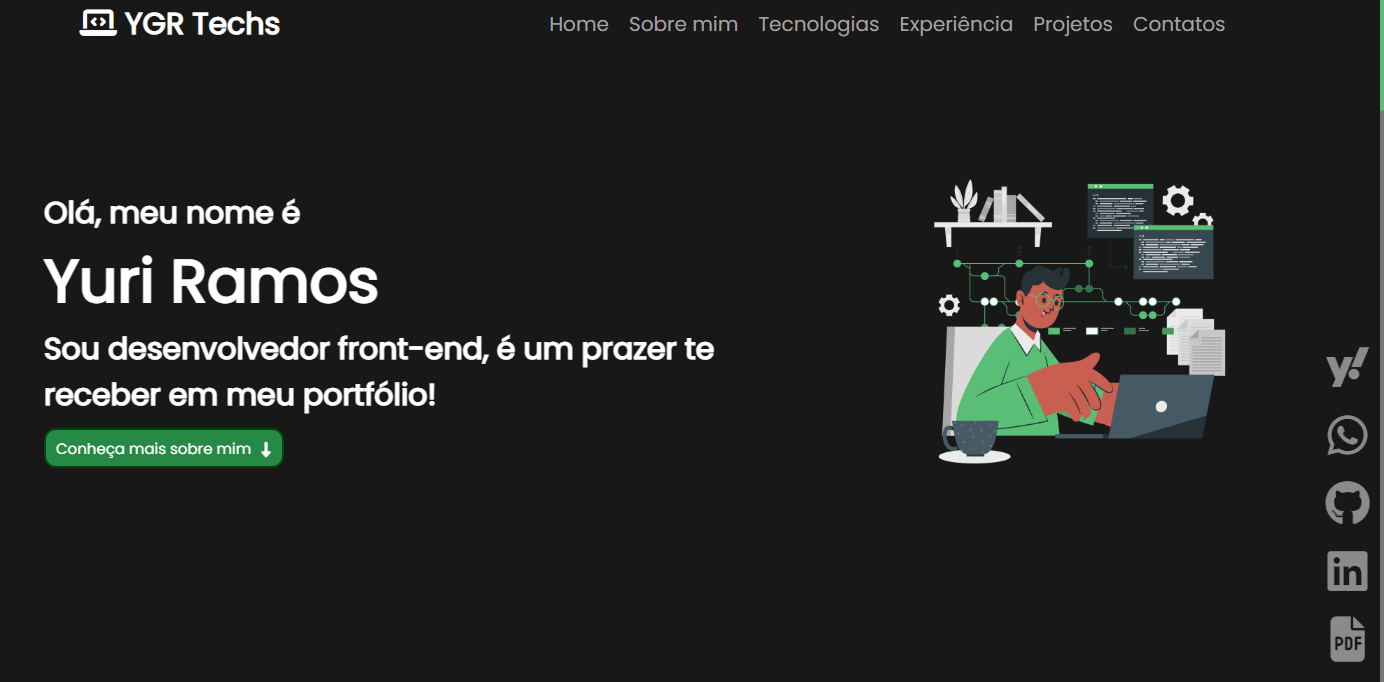 YGR Techs
Home Sobre mim Tecnologias Experiência Projetos Contatos
Olá, meu nome é
Yuri Ramos
Sou desenvolvedor front-end, é um prazer te
receber em meu portfólio!
Conheça mais sobre mim
y!
in
PDF